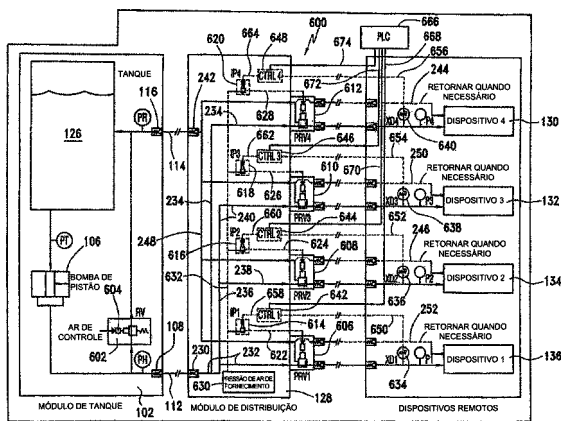 600
PLC
666
668
656
674
672
664
648
620
TANQUE
126
PR
116
114
242
IP4
CTRL 4
628
234
612
PRV4
244
RETORNAR QUANDO NECESSÁRIO
XD4
P4
640
DISPOSITIVO 4
130
662
646
IP3
CTRL 3
618
626
234
240
248
610
PRV3
670
654
250
RETORNAR QUANDO NECESSÁRIO
XD3
P3
638
DISPOSITIVO 3
132
PT
106
BOMBA DE PISTÃO
660
644
IP2
CTRL 2
616
624
632
238
236
608
PRV2
652
246
RETORNAR QUANDO NECESSÁRIO
XD2
P2
636
DISPOSITIVO 2
134
604
RV
AR DE CONTROLE
602
PH
108
112
658
642
IP1
CTRL 1
614
622
606
PRV1
650
252
RETORNAR QUANDO NECESSÁRIO
XD1
634
DISPOSITIVO 1
136
230
232
630
PRESSÃO DE AR DE FORNECIMENTO
128
MÓDULO DE TANQUE
102
MÓDULO DE DISTRIBUIÇÃO
DISPOSITIVOS REMOTOS